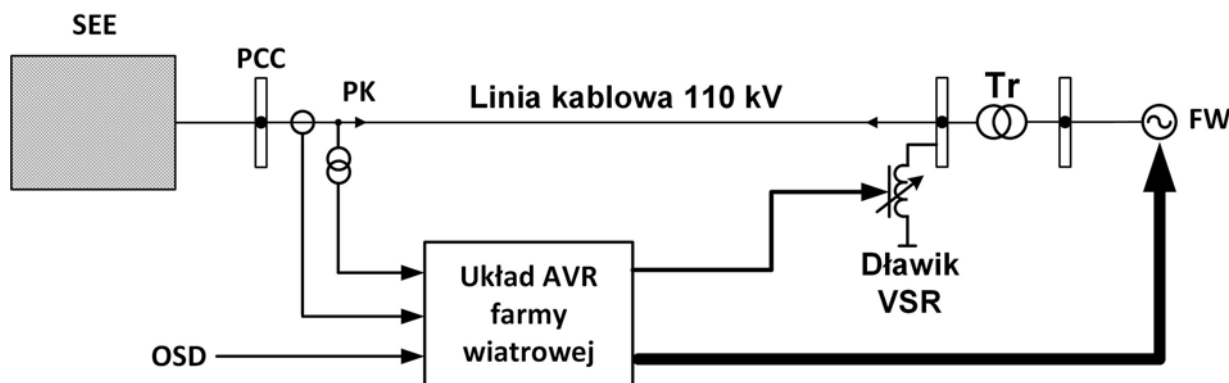 SEE
PCC
PK
Linia kablowa 110 kV
Tr
FW
Dławik
VSR
Układ AVR
farmy
wiatrowej
OSD